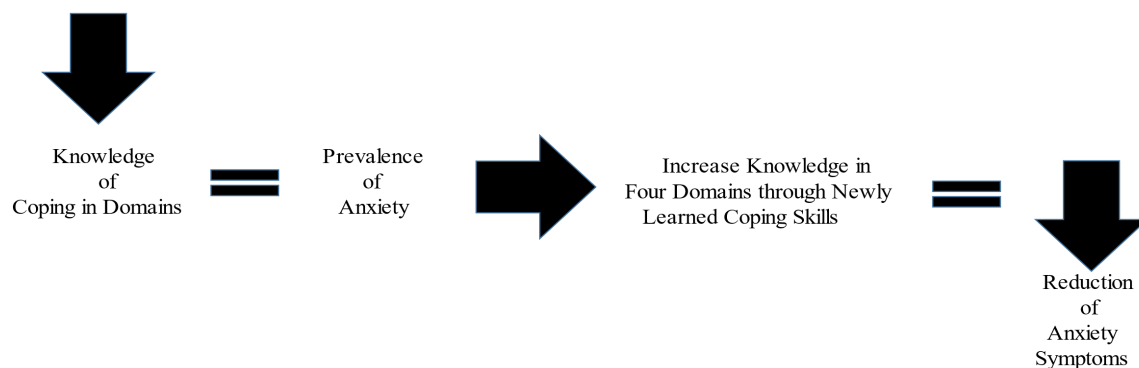 Knowledge
of
Coping in Domains
Prevalence
of
Anxiety
Increase Knowledge in
Four Domains through Newly
Learned Coping Skills
Reduction
of
Anxiety
Symptoms